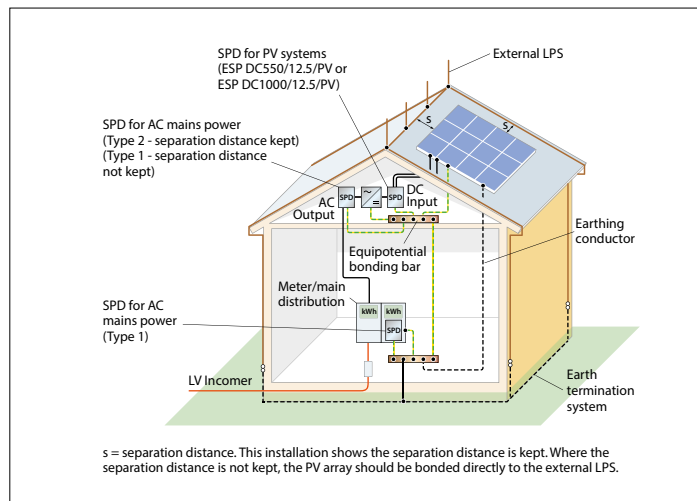 SPD for PV systems
(ESP DC550/12.5/PV or
ESP DC1000/12.5/PV)
External LPS
SPD for AC mains power
(Type 2 - separation distance kept)
(Type 1 - separation distance
not kept)
s
s
SPD
~
=
SPD
AC
Output
DC
Input
Equipotential
bonding bar
Earthing
conductor
Meter/main
distribution
kWh
kWh
SPD
SPD for AC
mains power
(Type 1)
LV Incomer
Earth
termination
system
s = separation distance. This installation shows the separation distance is kept. Where the
separation distance is not kept, the PV array should be bonded directly to the external LPS.